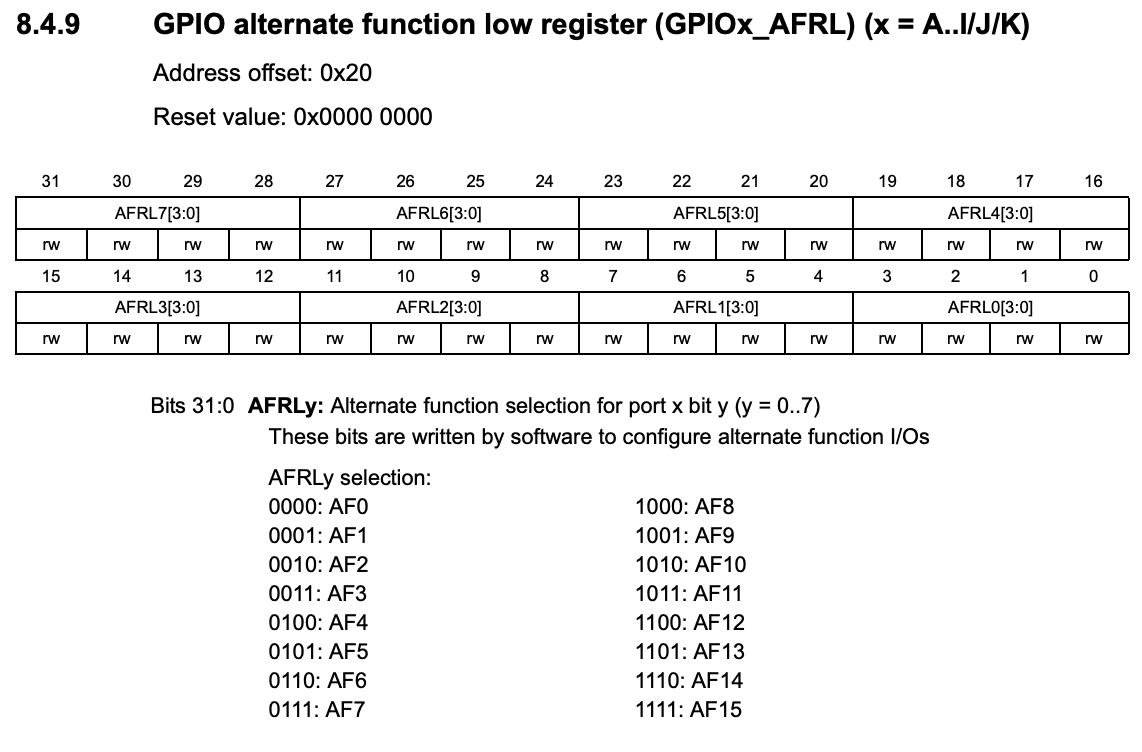 8.4.9 GPIO alternate function low register (GPIOx_AFRL) (x = A..I/J/K)
Address offset: 0x20
Reset value: 0x0000 0000
31 30 29 28 27 26 25 24 23 22 21 20 19 18 17 16
AFRL7[3:0] AFRL6[3:0] AFRL5[3:0] AFRL4[3:0]
rw rw rw rw rw rw rw rw rw rw rw rw rw rw rw rw
15 14 13 12 11 10 9 8 7 6 5 4 3 2 1 0
AFRL3[3:0] AFRL2[3:0] AFRL1[3:0] AFRL0[3:0]
rw rw rw rw rw rw rw rw rw rw rw rw rw rw rw rw
Bits 31:0 AFRLy: Alternate function selection for port x bit y (y = 0..7)
These bits are written by software to configure alternate function I/Os
AFRLy selection:
0000: AF0 1000: AF8
0001: AF1 1001: AF9
0010: AF2 1010: AF10
0011: AF3 1011: AF11
0100: AF4 1100: AF12
0101: AF5 1101: AF13
0110: AF6 1110: AF14
0111: AF7 1111: AF15